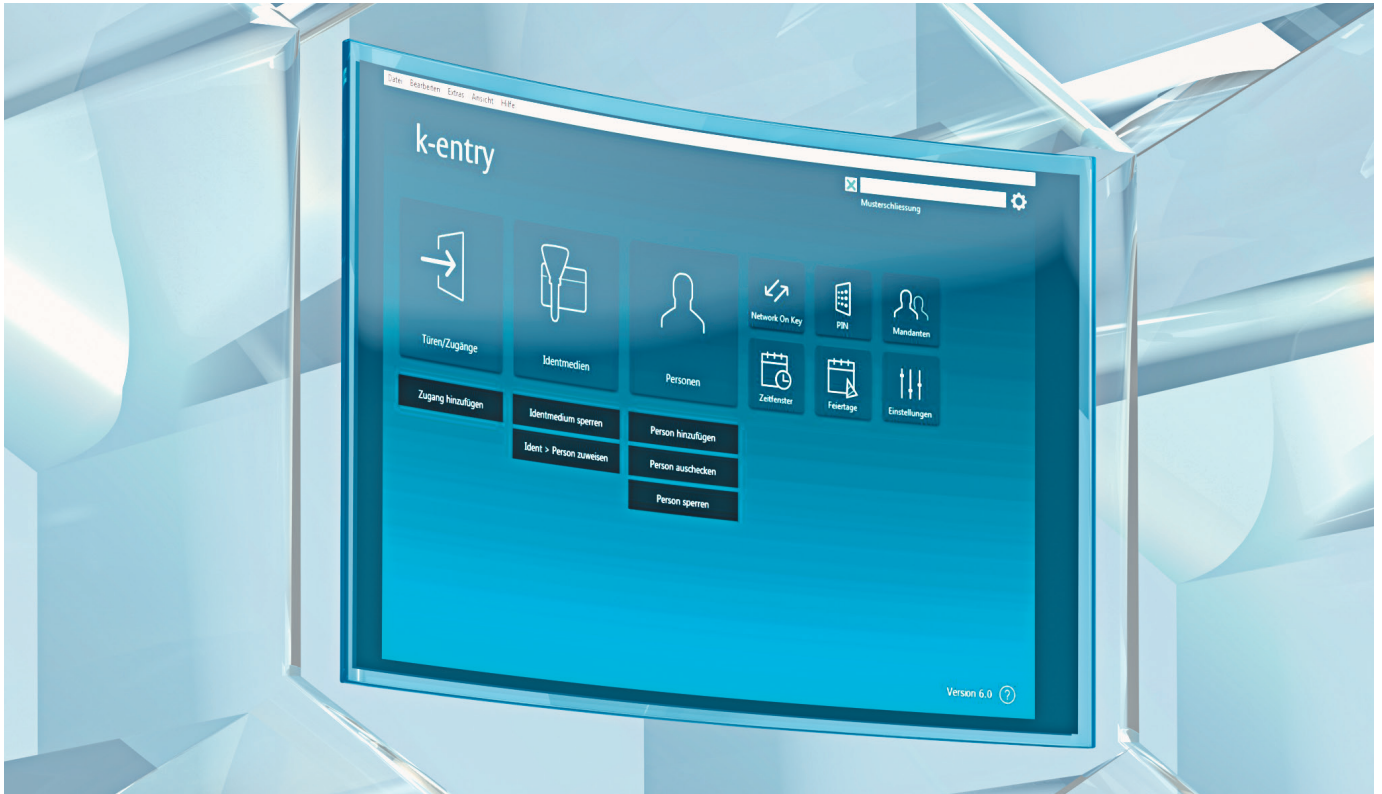 Datei Bearbeiten Extras Ansicht Hilfe
k-entry
Musterschliessung
Türen/Zugänge
Identmedien
Personen
Network On Key
PIN
Mandanten
Zeitfenster
Feiertage
Einstellungen
Zugang hinzufügen
Identmedium sperren
Ident > Person zuweisen
Person hinzufügen
Person auschecken
Person sperren
Version 6.0 ?